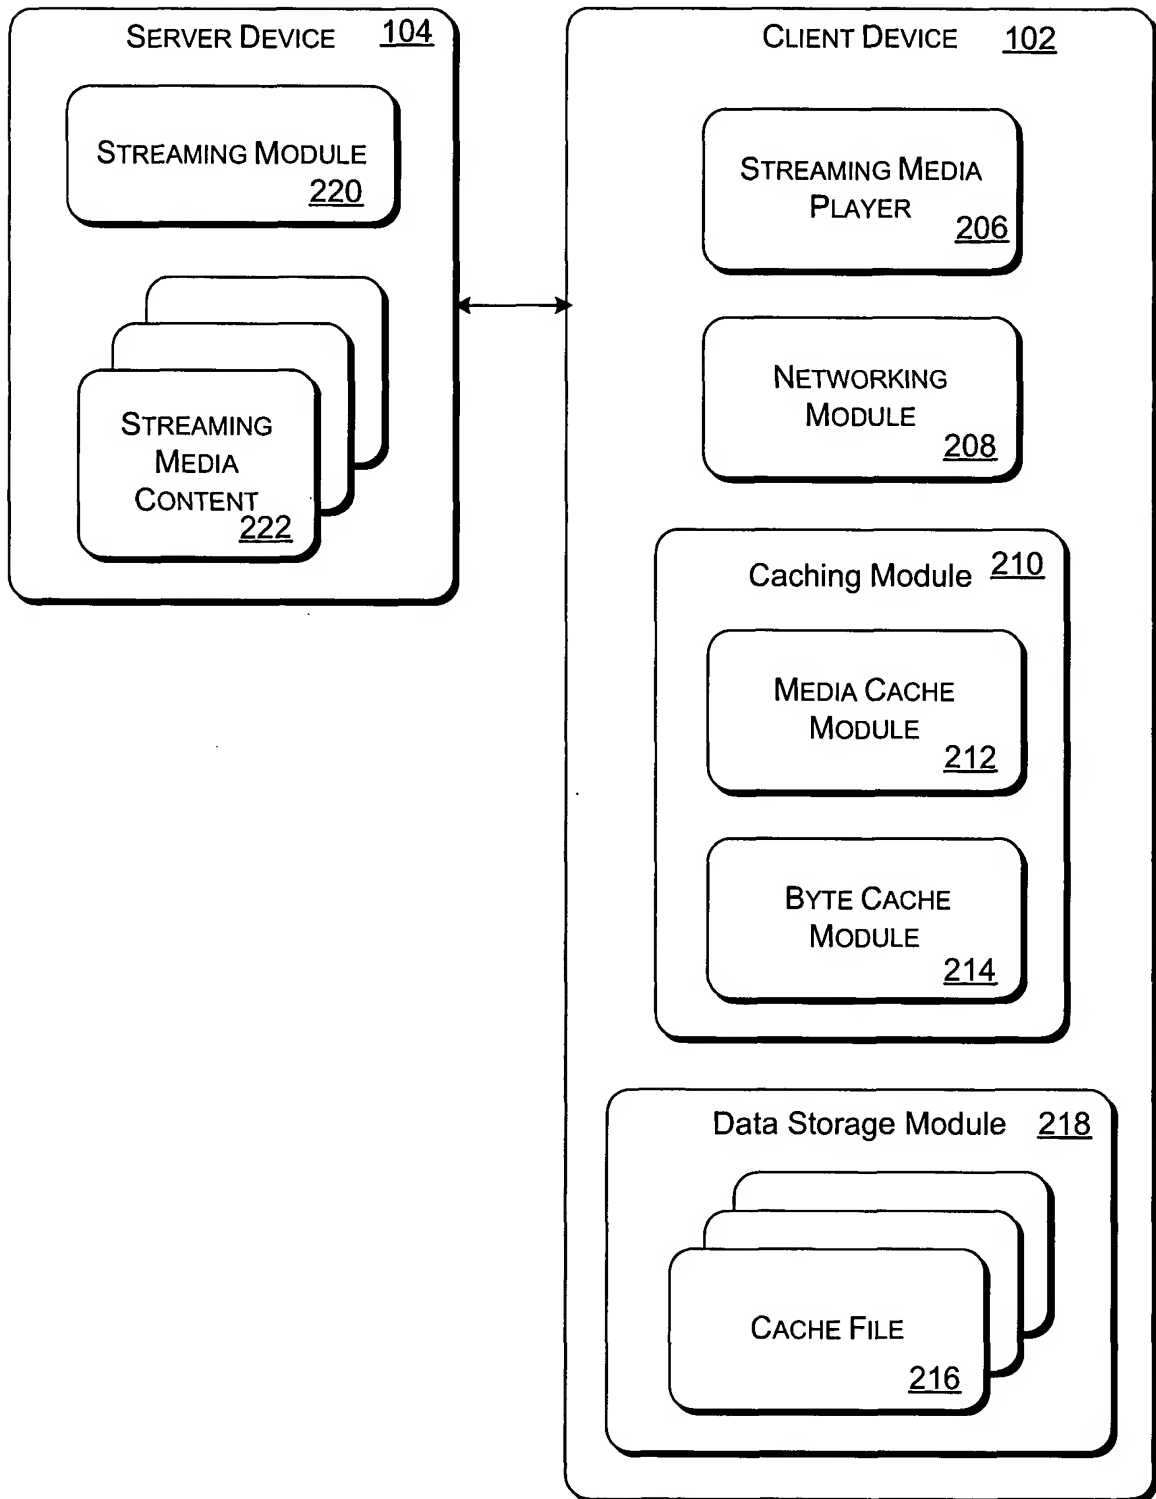 SERVER DEVICE 104
STREAMING MODULE
220
STREAMING
MEDIA
CONTENT
222
CLIENT DEVICE 102
STREAMING MEDIA
PLAYER
206
NETWORKING
MODULE
208
Caching Module 210
MEDIA CACHE
MODULE
212
BYTE CACHE
MODULE
214
Data Storage Module 218
CACHE FILE
216